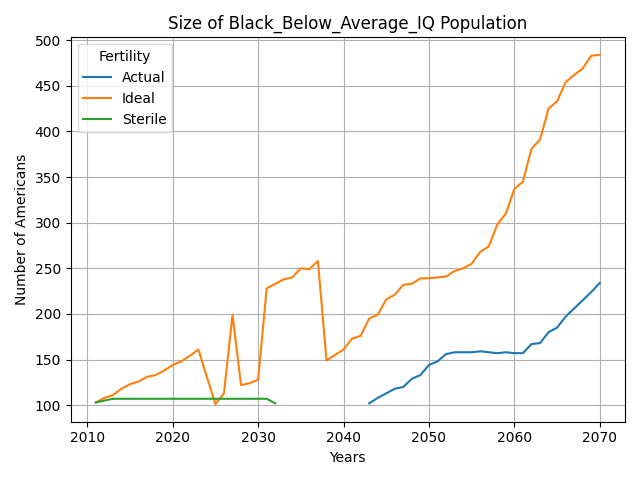 Size of Black_Below_Average_IQ Population
Number of Americans
500
450
400
350
300
250
200
150
100
Fertility
Actual
Ideal
Sterile
2010 2020 2030 2040 2050 2060 2070
Years